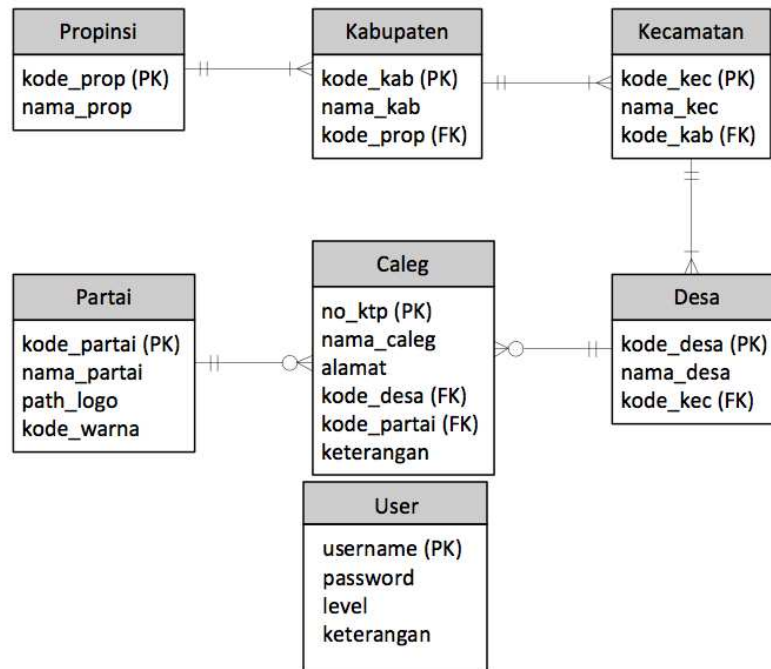 Propinsi
kode_prop (PK)
nama_prop
Kabupaten
kode_kab (PK)
nama_kab
kode_prop (FK)
Kecamatan
kode_kec (PK)
nama_kec
kode_kab (FK)
Partai
kode_partai (PK)
nama_partai
path_logo
kode_warna
Caleg
no_ktp (PK)
nama_caleg
alamat
kode_desa (FK)
kode_partai (FK)
keterangan
Desa
kode_desa (PK)
nama_desa
kode_kec (FK)
User
username (PK)
password
level
keterangan